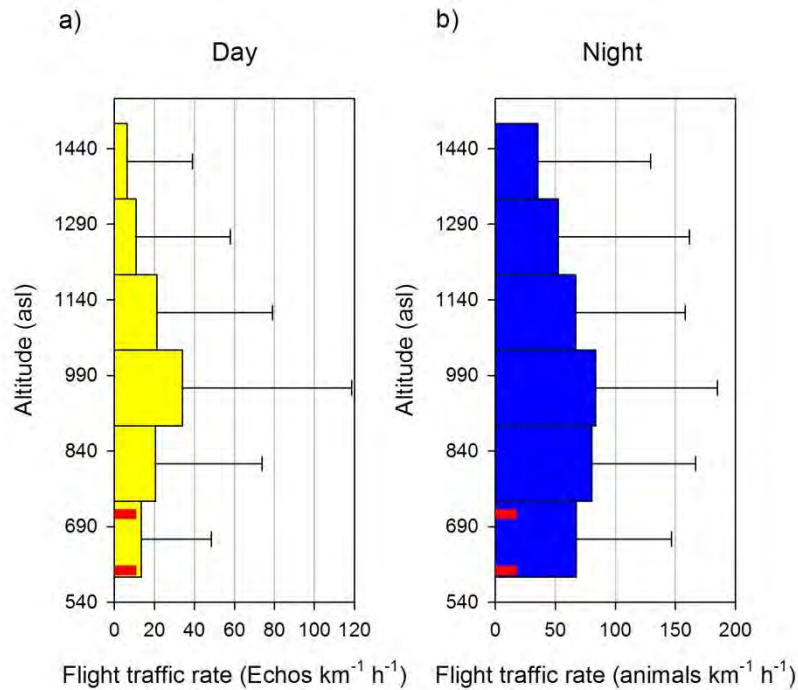 a)
Day
Altitude (asl)
1440
1290
1140
990
840
690
540
0 20 40 60 80 100 120
Flight traffic rate (Echos km⁻¹ h⁻¹)
b)
Night
Altitude (asl)
1440
1290
1140
990
840
690
540
0 50 100 150 200
Flight traffic rate (animals km⁻¹ h⁻¹)